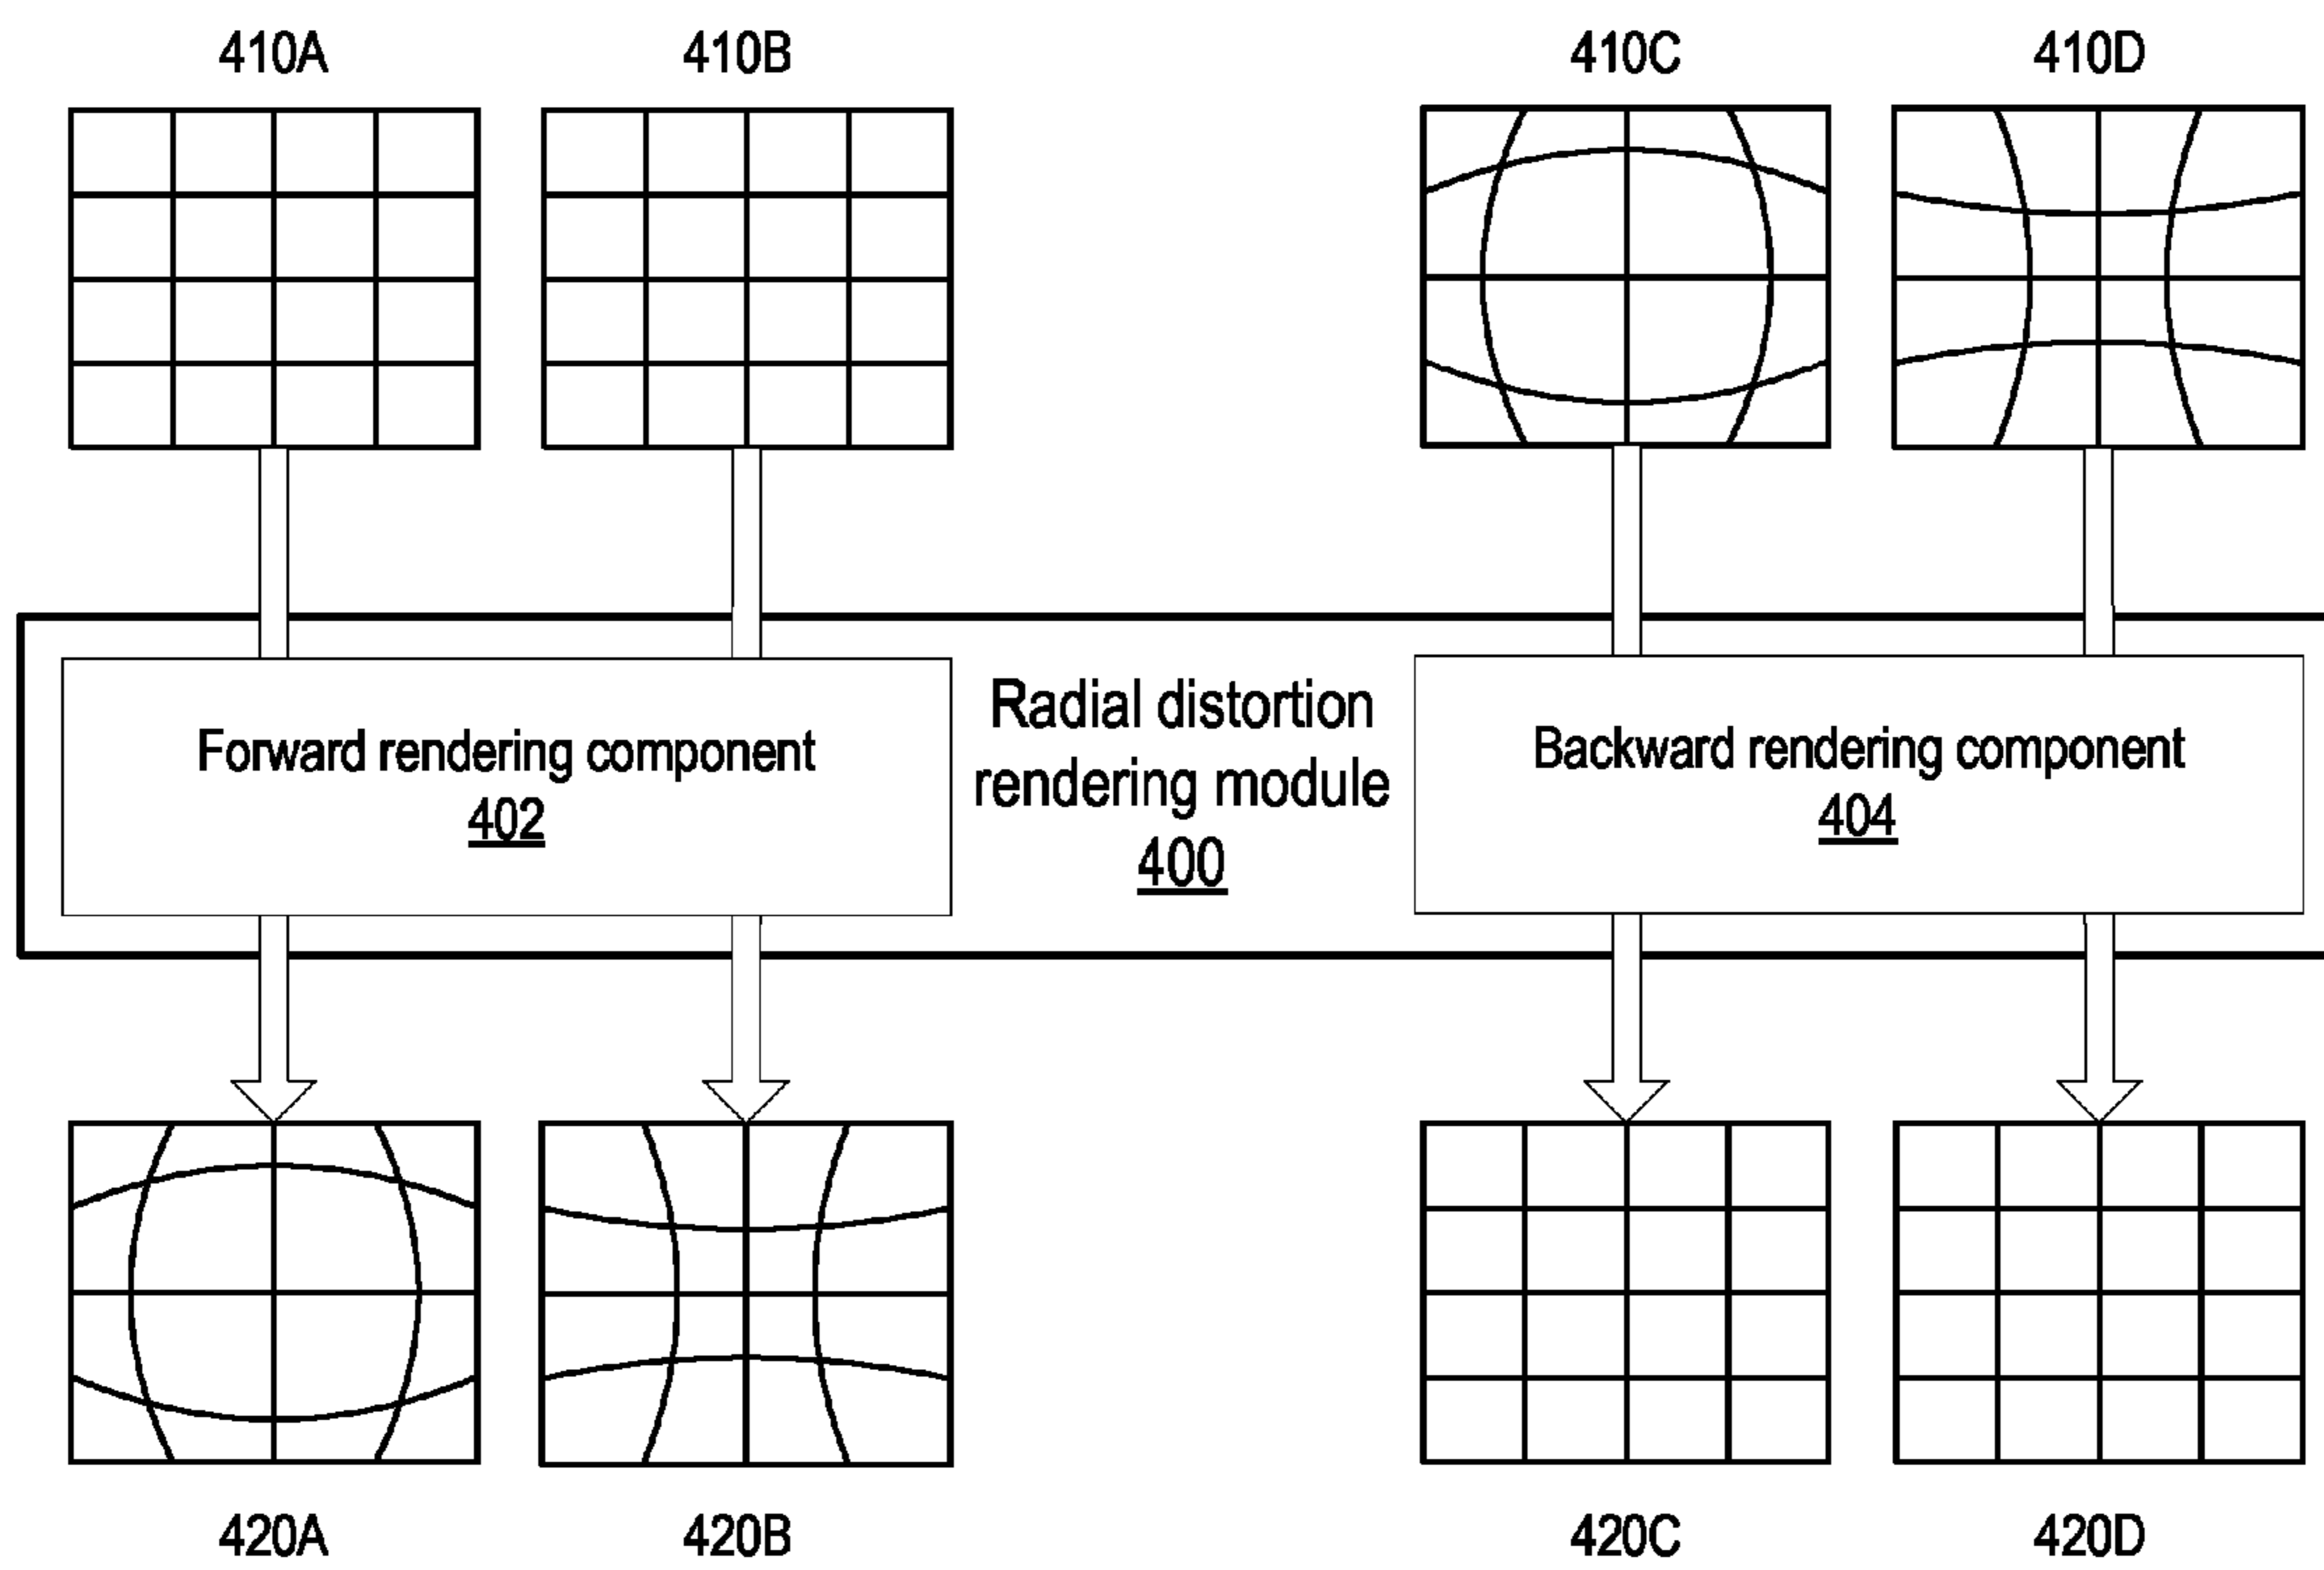 410A
410B
410C
410D
Forward rendering component
402
Radial distortion
rendering module
400
Backward rendering component
404
420A
420B
420C
420D